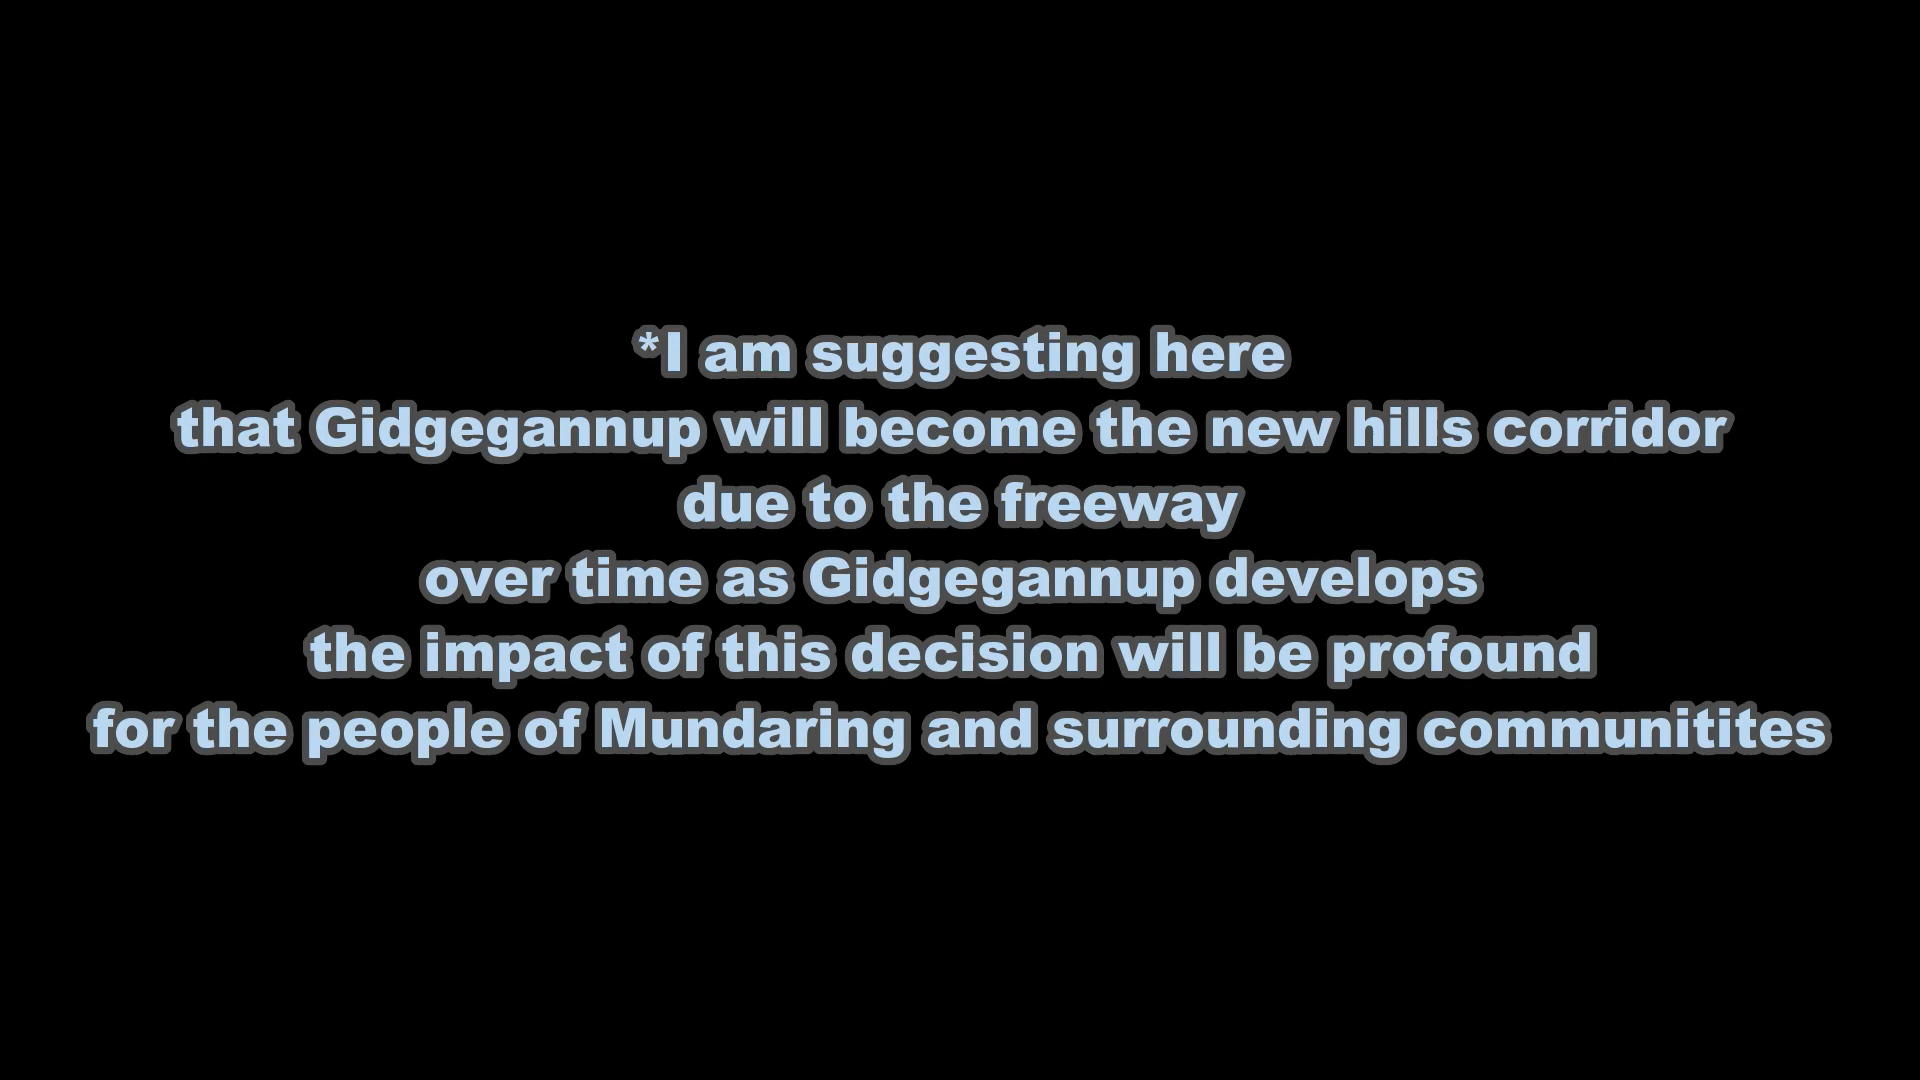 *I am suggesting here
that Gidgegannup will become the new hills corridor
due to the freeway
over time as Gidgegannup develops
the impact of this decision will be profound
for the people of Mundaring and surrounding communitites